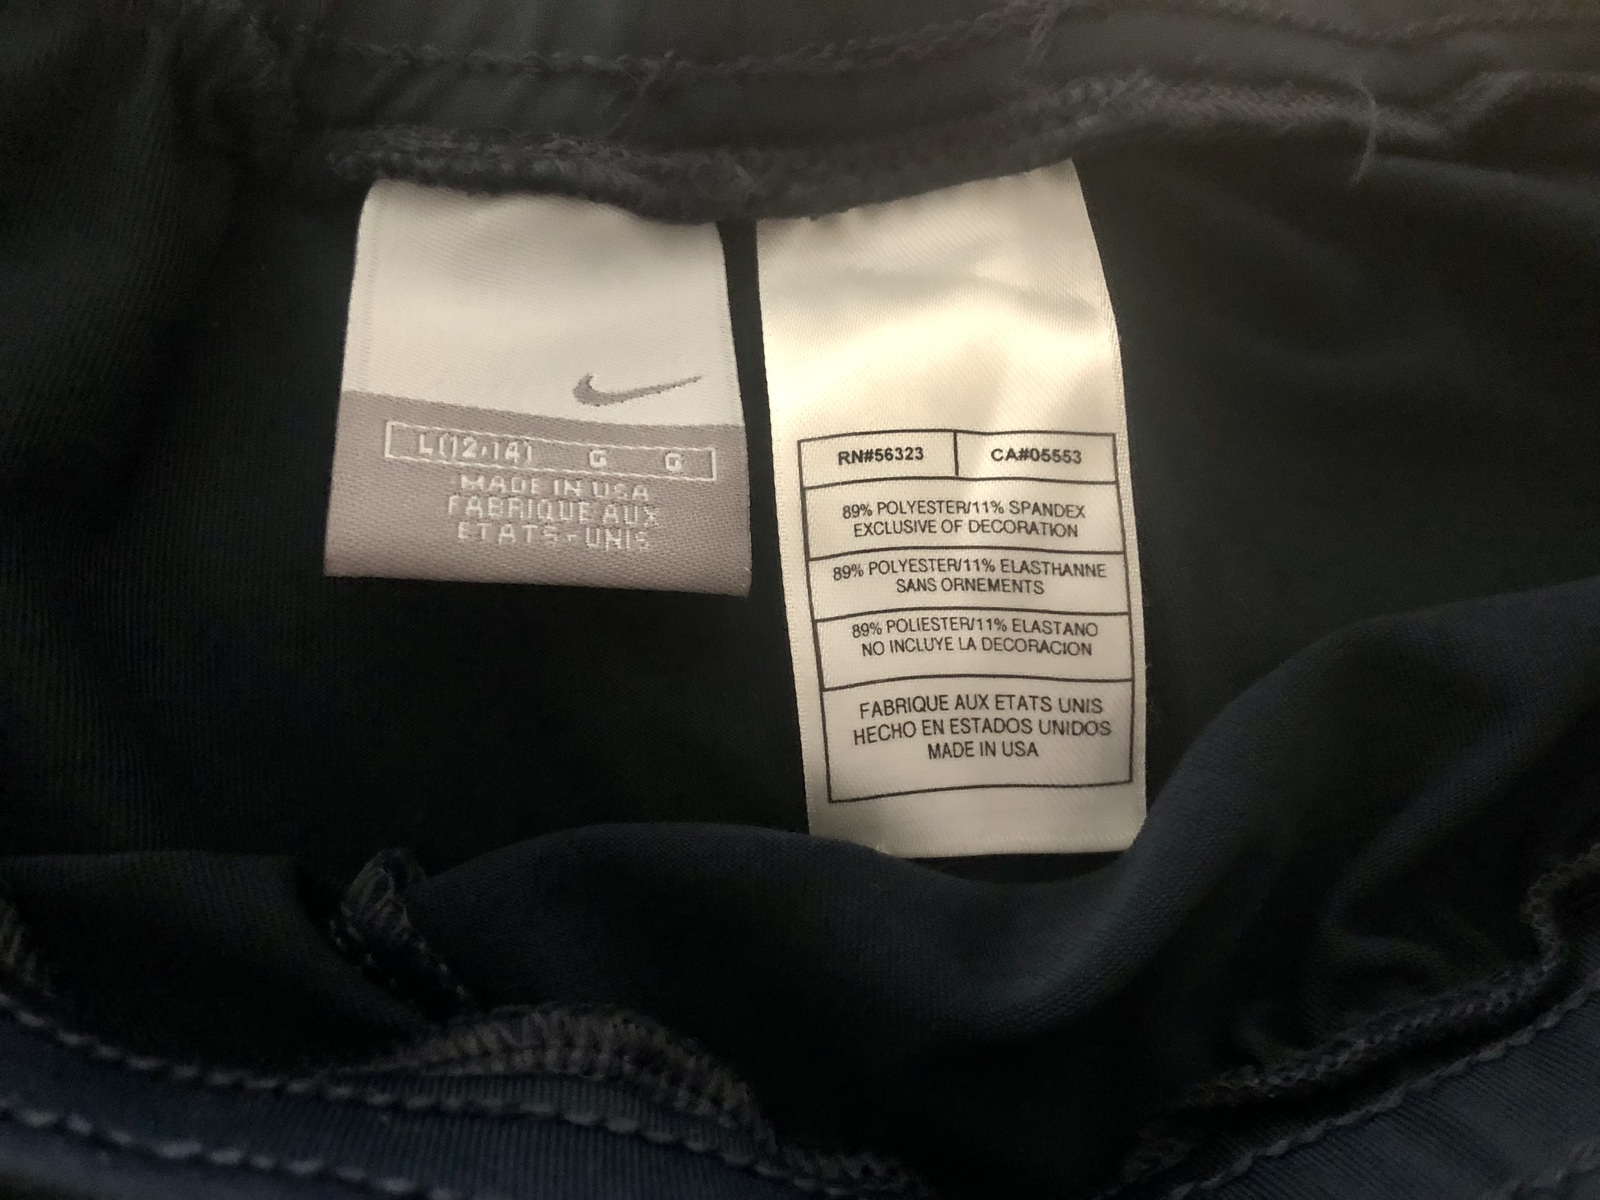 L(12-14) G G
MADE IN USA
FABRIQUE AUX
ETATS-UNIS
RN#56323 CA#05553
89% POLYESTER/11% SPANDEX
EXCLUSIVE OF DECORATION
89% POLYESTER/11% ELASTHANNE
SANS ORNEMENTS
89% POLIESTER/11% ELASTANO
NO INCLUYE LA DECORACION
FABRIQUE AUX ETATS UNIS
HECHO EN ESTADOS UNIDOS
MADE IN USA